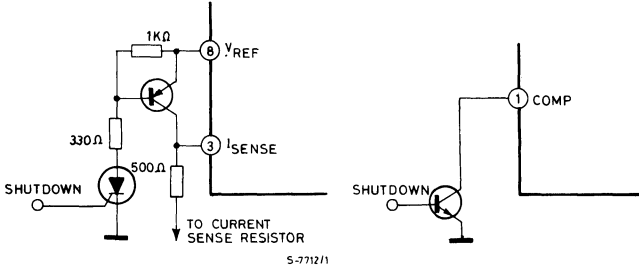 1KΩ
8 VREF
330Ω
3 ISENSE
500Ω
SHUTDOWN
TO CURRENT
SENSE RESISTOR
S-7712/1
1 COMP
SHUTDOWN